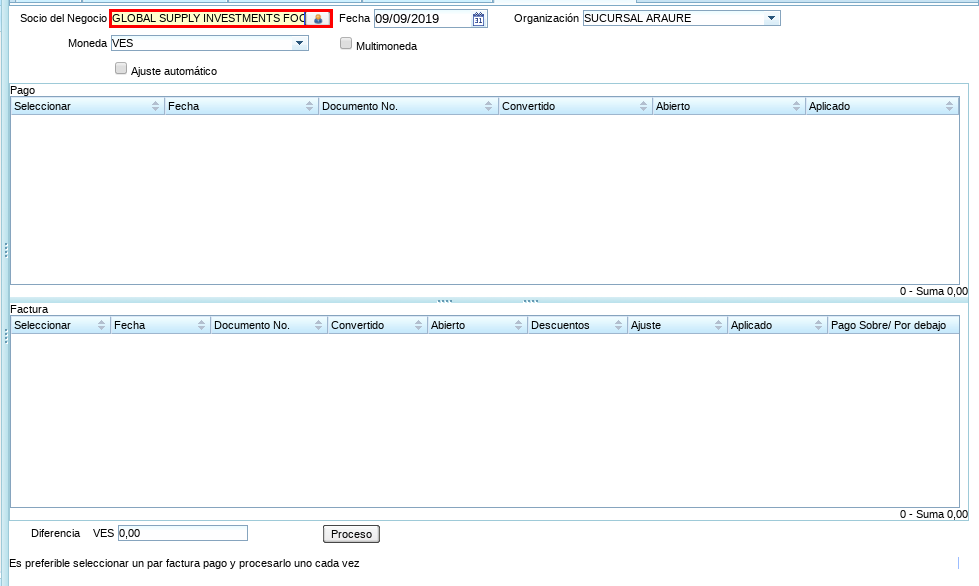 Socio del Negocio GLOBAL SUPPLY INVESTMENTS Fecha 09/09/2019 31 Organización SUCURSAL ARAURE
Moneda VES Multimoneda
Ajuste automático
Pago
Seleccionar Fecha Documento No. Convertido Abierto Aplicado
0 - Suma 0,00
Factura
Seleccionar Fecha Documento No. Convertido Abierto Descuentos Ajuste Aplicado Pago Sobre/ Por debajo
0 - Suma 0,00
Diferencia VES 0,00 Proceso
Es preferible seleccionar un par factura pago y procesarlo uno cada vez